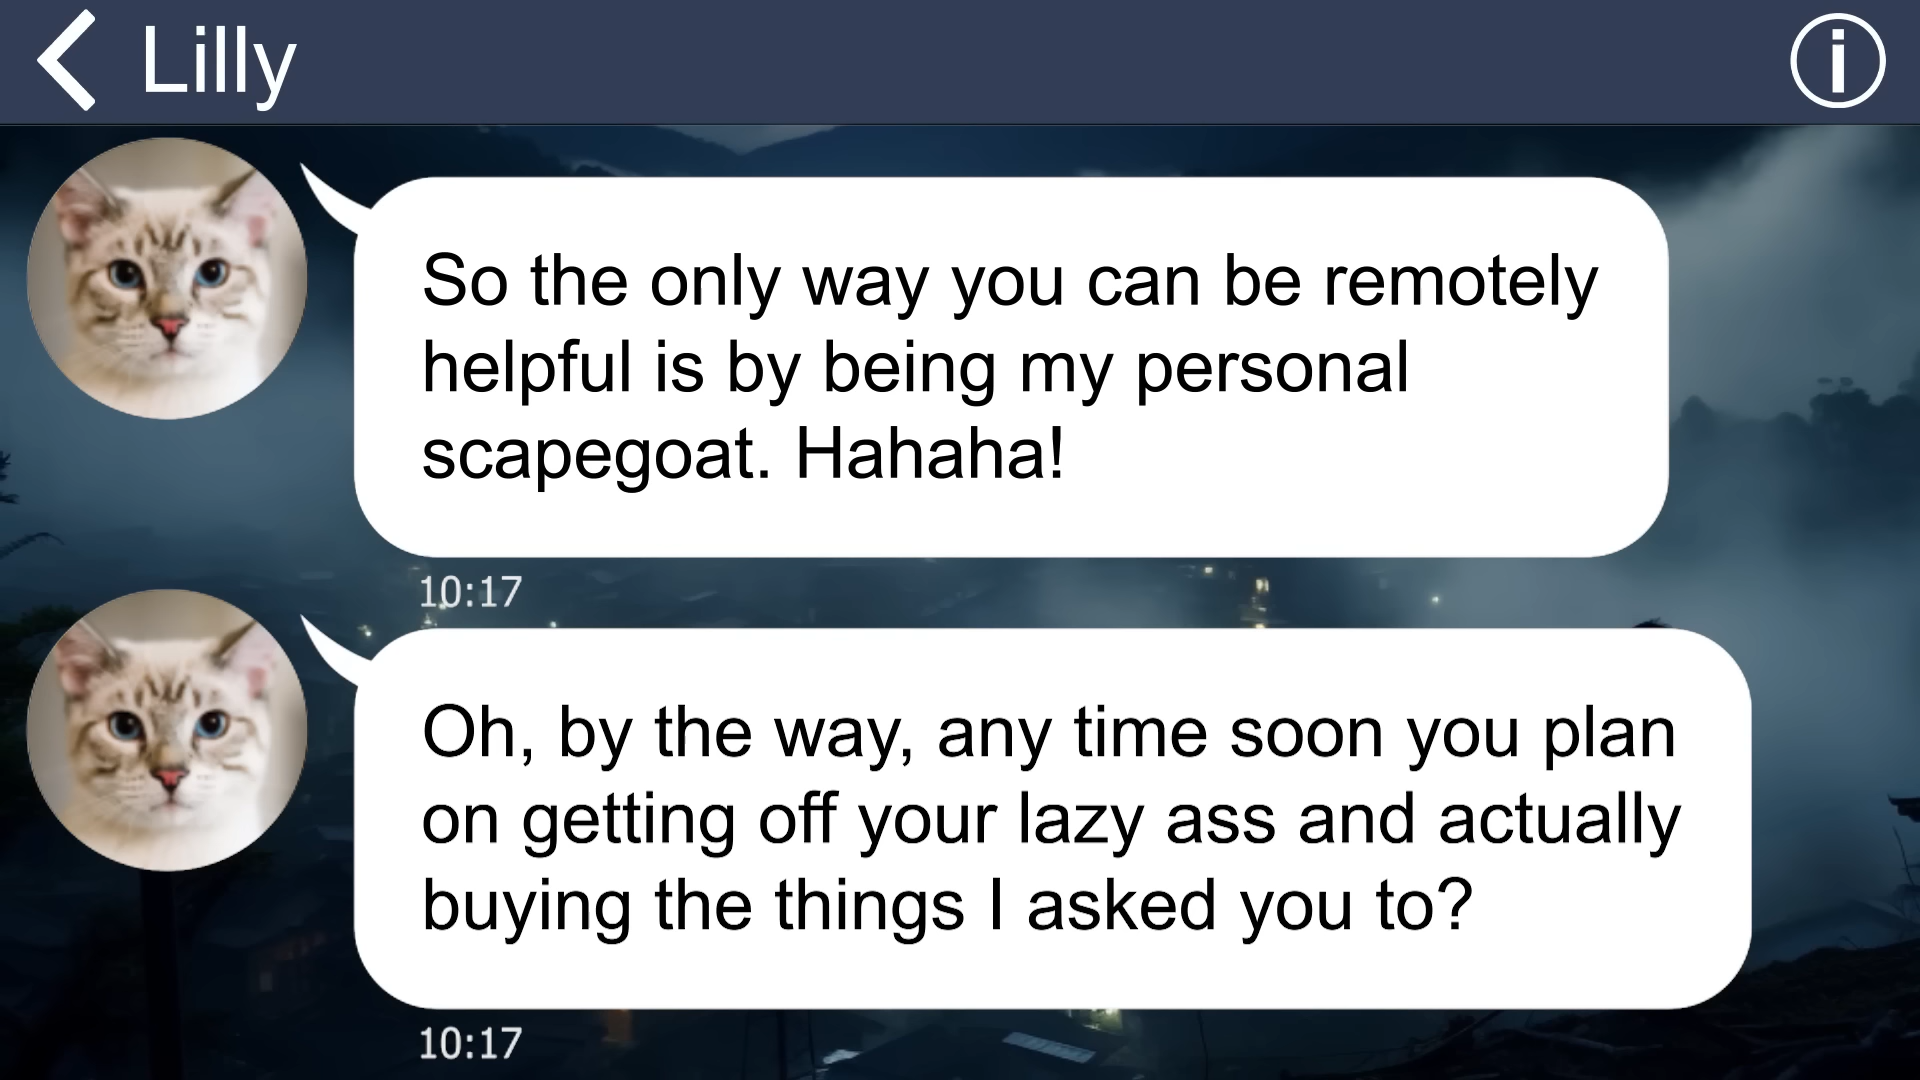 Lilly
So the only way you can be remotely
helpful is by being my personal
scapegoat. Hahaha!
10:17
Oh, by the way, any time soon you plan
on getting off your lazy ass and actually
buying the things I asked you to?
10:17